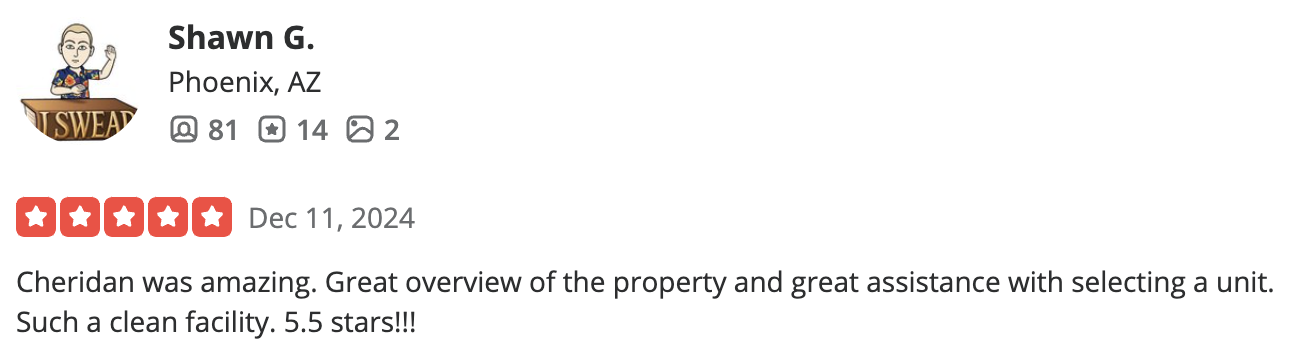 Shawn G.
Phoenix, AZ
I SWEAR
81 14 2
Dec 11, 2024
Cheridan was amazing. Great overview of the property and great assistance with selecting a unit.
Such a clean facility. 5.5 stars!!!